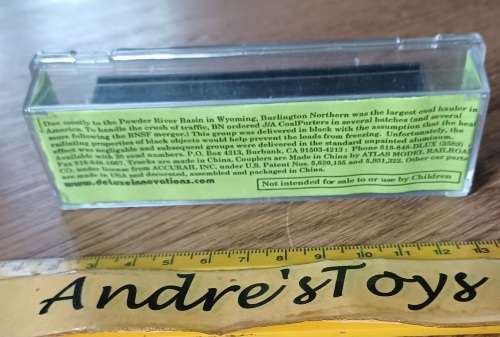 Due mostly to the Powder River Basin in Wyoming, Burlington Northern was the largest coal hauler in
America. To handle the crush of traffic, BN ordered J/A CoalPorters in several batches (and several
more following the BNSF merger.) This group was delivered in black with the assumption that the heat
radiating properties of black objects would help prevent the loads from freezing. Unfortunately, the
effect was negligible and subsequent groups were delivered in the standard unpainted aluminum.
Available with 20 road numbers. P.O. Box 4213, Burbank, CA 91503-4213; Phone 818-848-DLUX (3589)
Fax 818-848-1007. Trucks are made in China. Couplers are Made in China by ATLAS MODEL RAILROAD
CO. under license from ACCURAIL, INC. under U.S. Patent Nos. 5,620,155 and 5,931,322. Other car parts
are made in USA and decorated, assembled and packaged in China.
www.deluxeinnovations.com
Not intended for sale to or use by Children
3 4 5 6 7 8 9 10 11 12 13
Andre'sToys